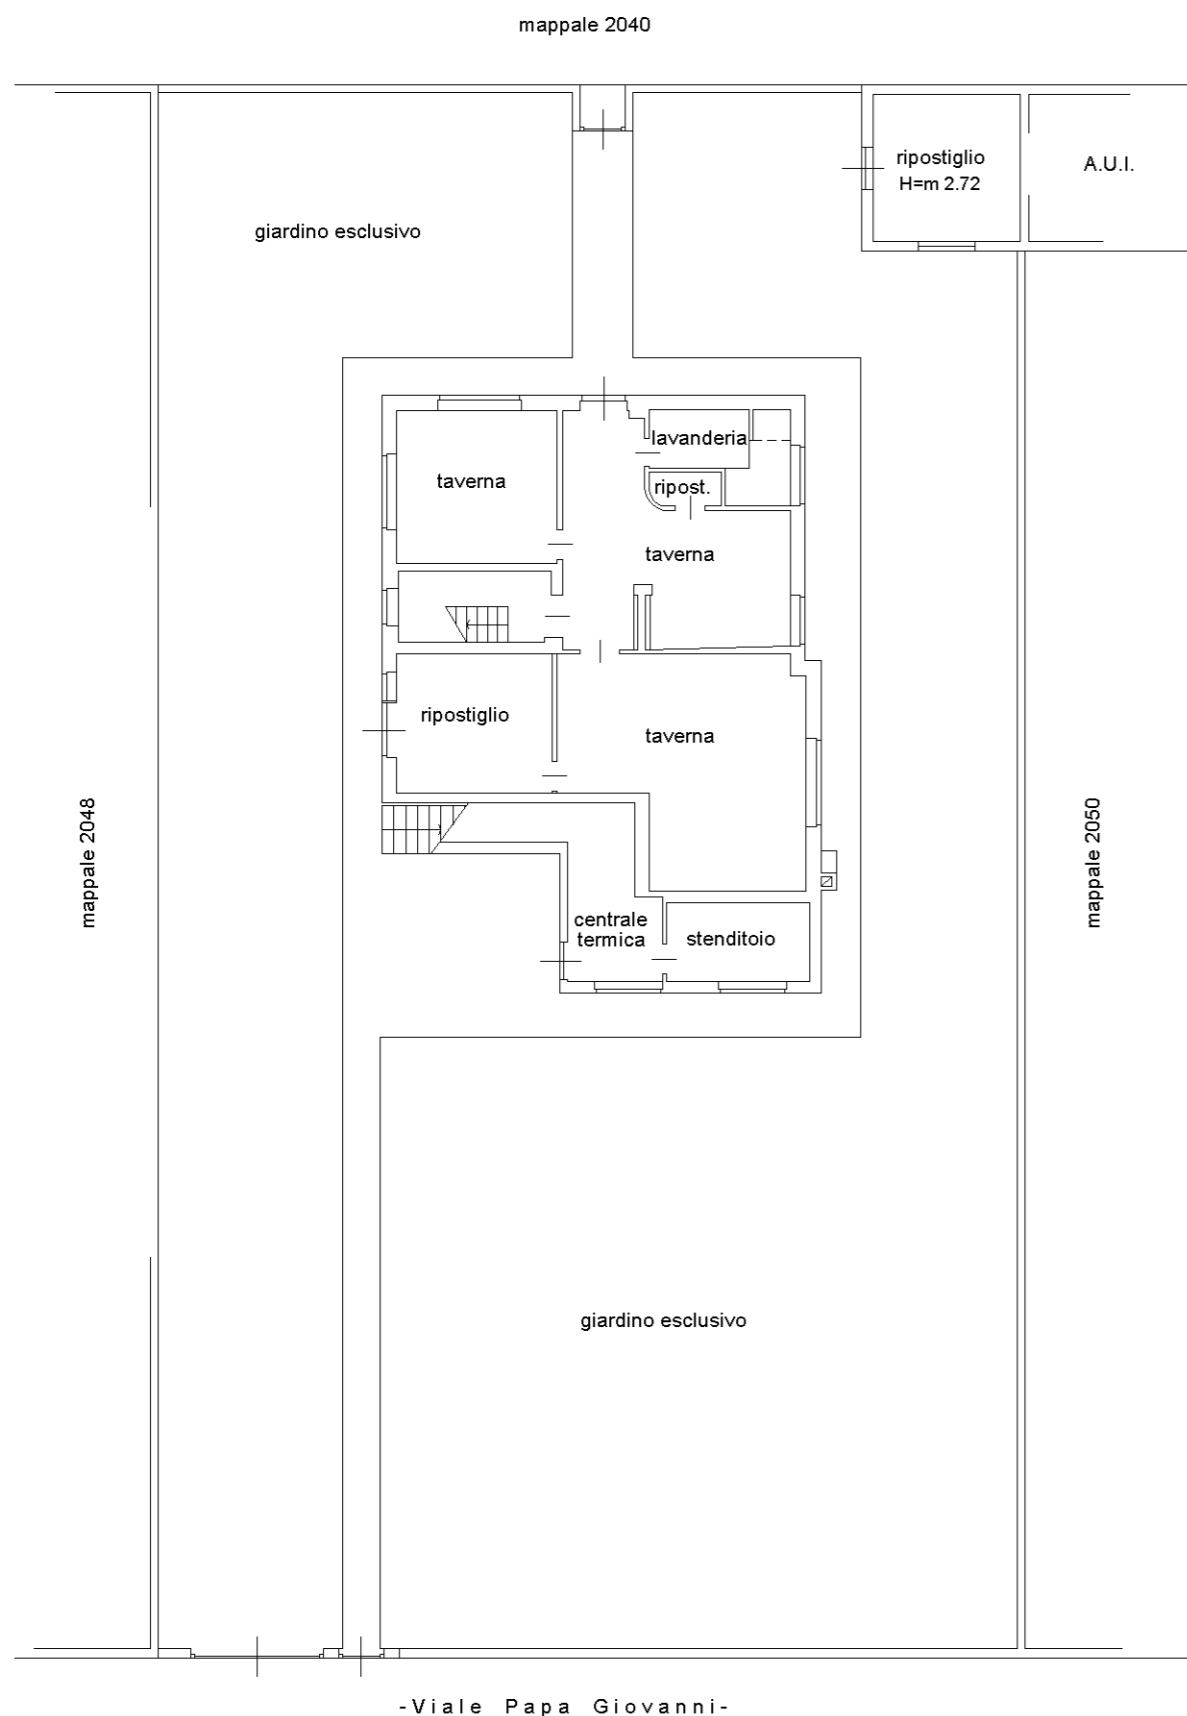 mappale 2040
ripostiglio
H=m 2.72
A.U.I.
giardino esclusivo
lavanderia
taverna
ripost.
taverna
ripostiglio
taverna
mappale 2048
mappale 2050
centrale
termica
stenditoio
giardino esclusivo
-Viale Papa Giovanni-